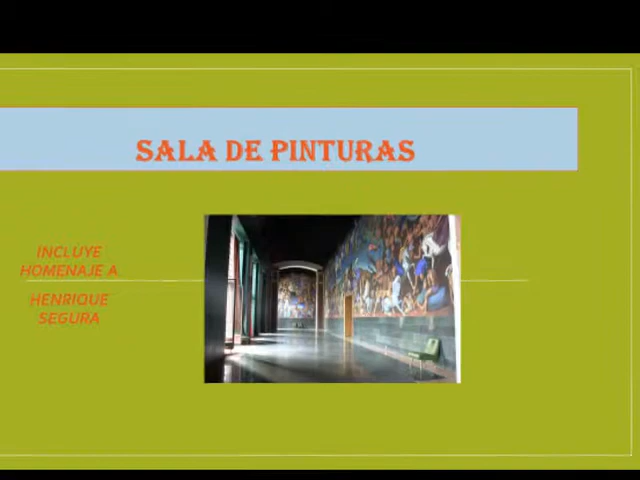 SALA DE PINTURAS
INCLUYE
HOMENAJE A
HENRIQUE
SEGURA